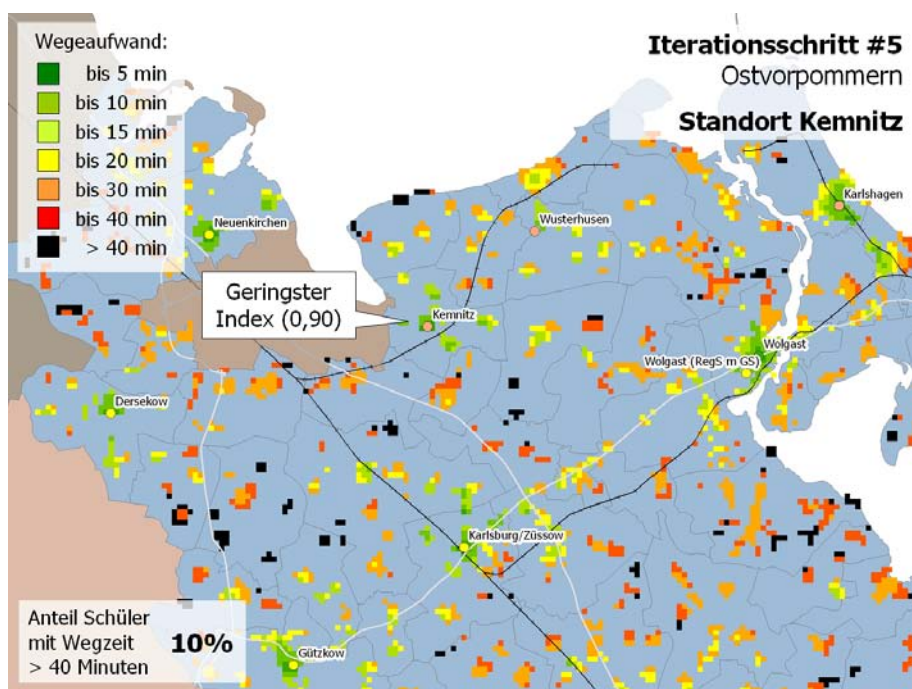 Wegeaufwand:
bis 5 min
bis 10 min
bis 15 min
bis 20 min
bis 30 min
bis 40 min
> 40 min
Iterationsschritt #5
Ostvorpommern
Standort Kemnitz
Neuenkirchen
Wusterhusen
Karlshagen
Geringster
Index (0,90)
Kemnitz
Wolgast
Wolgast (RegS m GS)
Dersekow
Karlsburg/Züssow
Gützkow
Anteil Schüler
mit Wegzeit
> 40 Minuten
10%